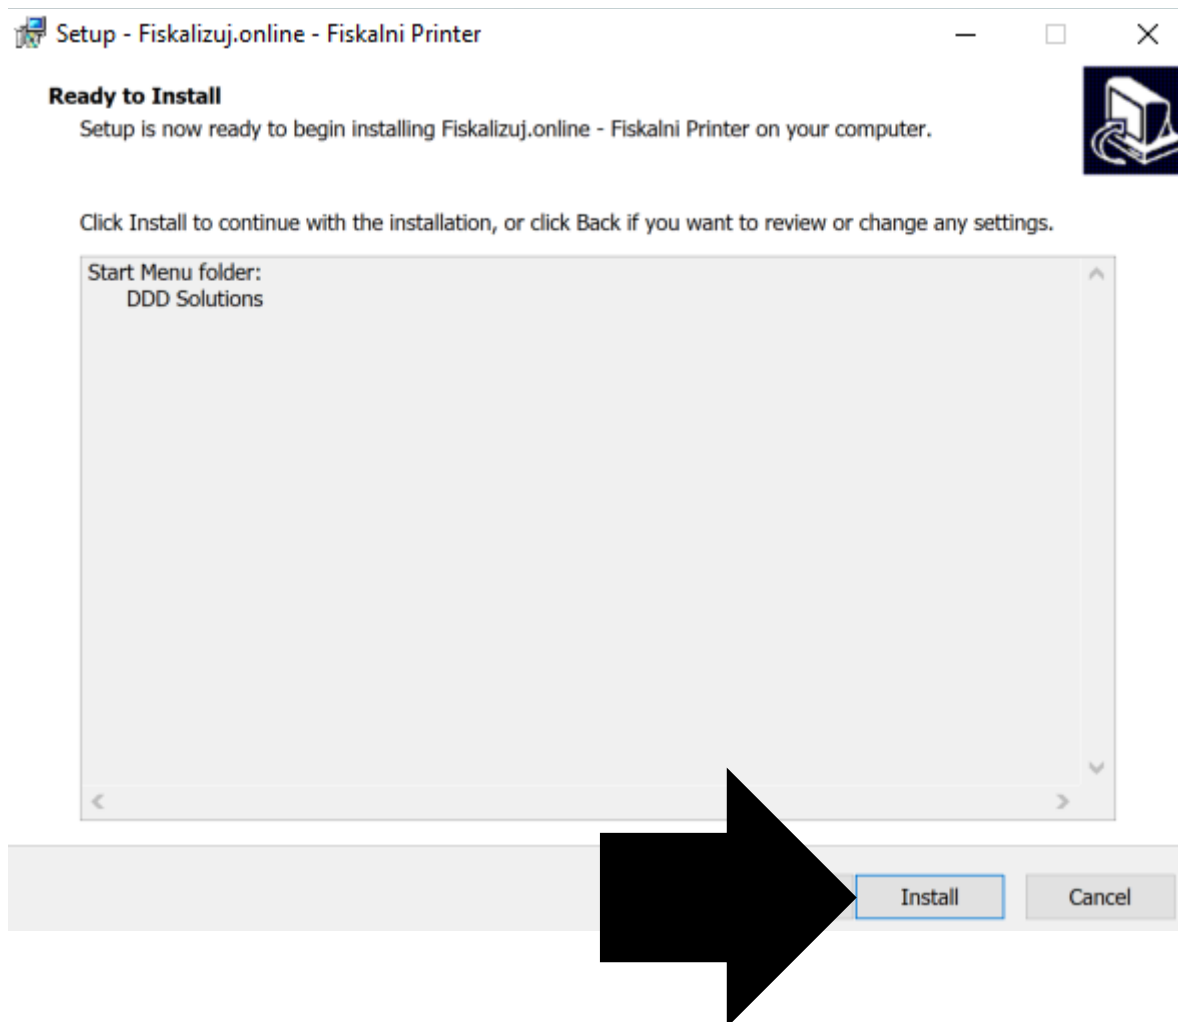 Setup - Fiskalizuj.online - Fiskalni Printer
Ready to Install
Setup is now ready to begin installing Fiskalizuj.online - Fiskalni Printer on your computer.
Click Install to continue with the installation, or click Back if you want to review or change any settings.
Start Menu folder:
DDD Solutions
Install
Cancel